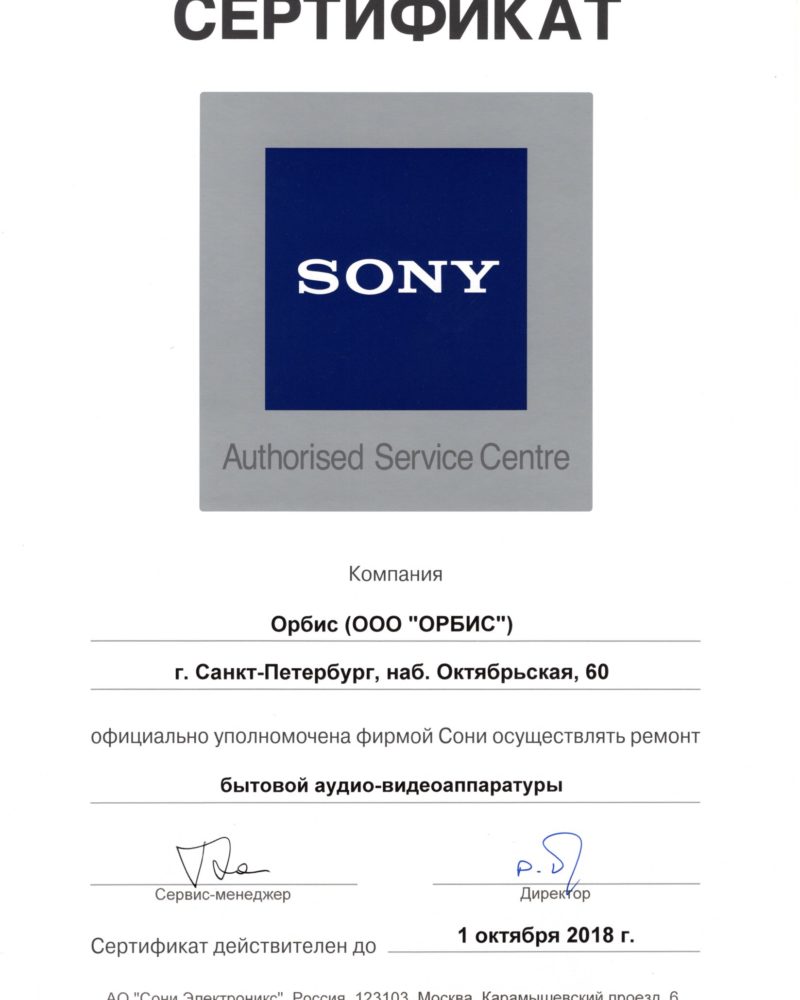 СЕРТИФИКАТ
SONY
Authorised Service Centre
Компания
Орбис (ООО "ОРБИС")
г. Санкт-Петербург, наб. Октябрьская, 60
официально уполномочена фирмой Сони осуществлять ремонт
бытовой аудио-видеоаппаратуры
Сервис-менеджер
Директор
Сертификат действителен до
1 октября 2018 г.
АО "Сони Электроникс", Россия, 123103, Москва, Карамышевский проезд, 6